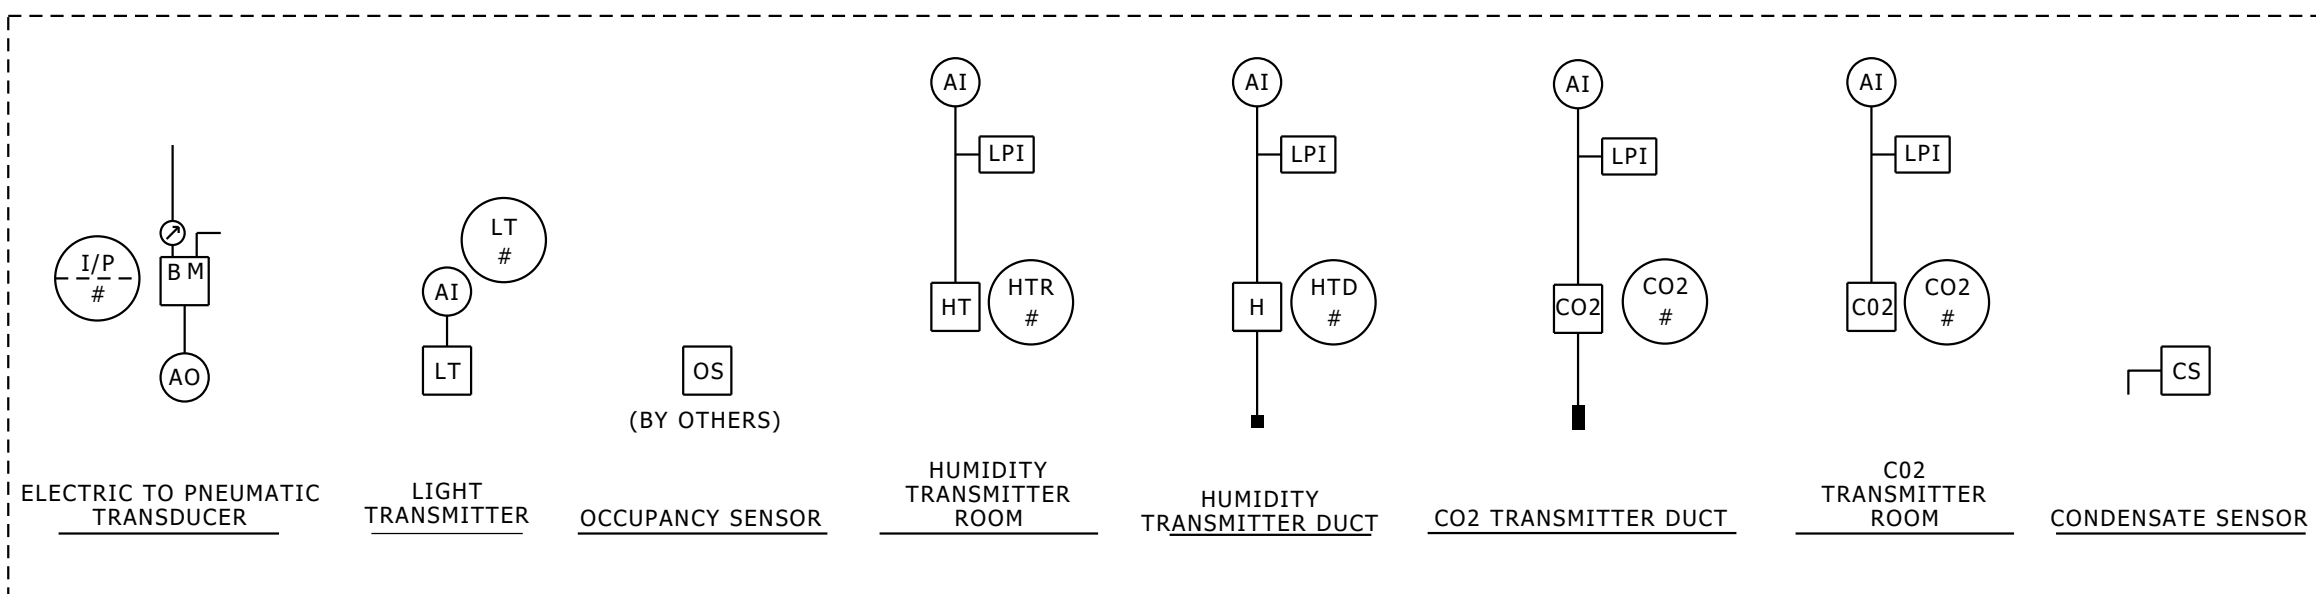 I/P
#
B M
AO
ELECTRIC TO PNEUMATIC
TRANSDUCER
LT
#
AI
LT
LIGHT
TRANSMITTER
OS
(BY OTHERS)
OCCUPANCY SENSOR
AI
LPI
HT
HTR
#
HUMIDITY
TRANSMITTER
ROOM
AI
LPI
H
HTD
#
HUMIDITY
TRANSMITTER DUCT
AI
LPI
CO2
CO2
#
CO2 TRANSMITTER DUCT
AI
LPI
C02
CO2
#
C02
TRANSMITTER
ROOM
CS
CONDENSATE SENSOR